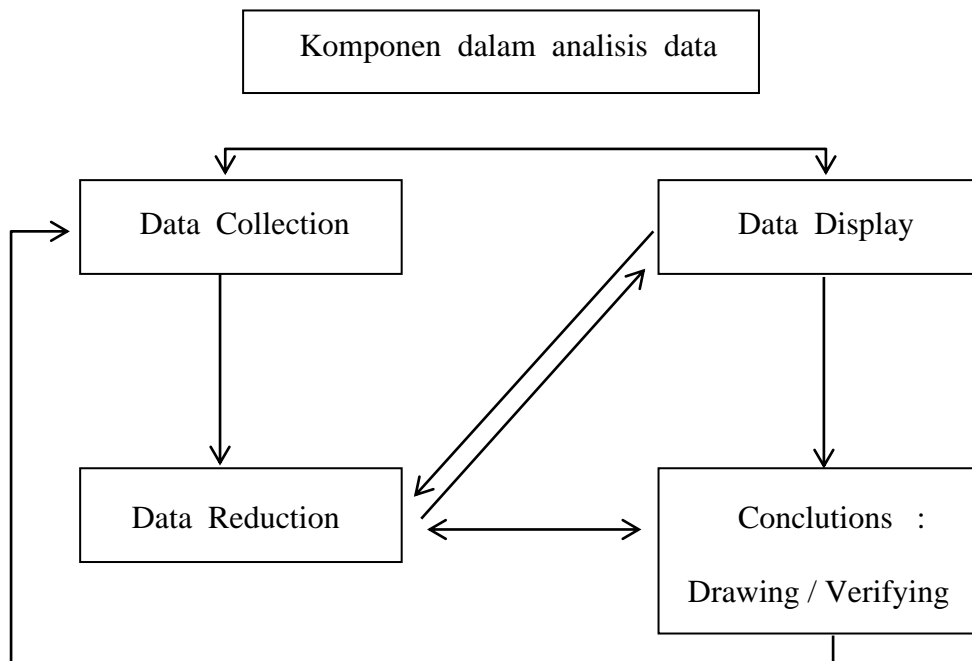 Komponen dalam analisis data
Data Collection
Data Display
Data Reduction
Conclutions :
Drawing / Verifying